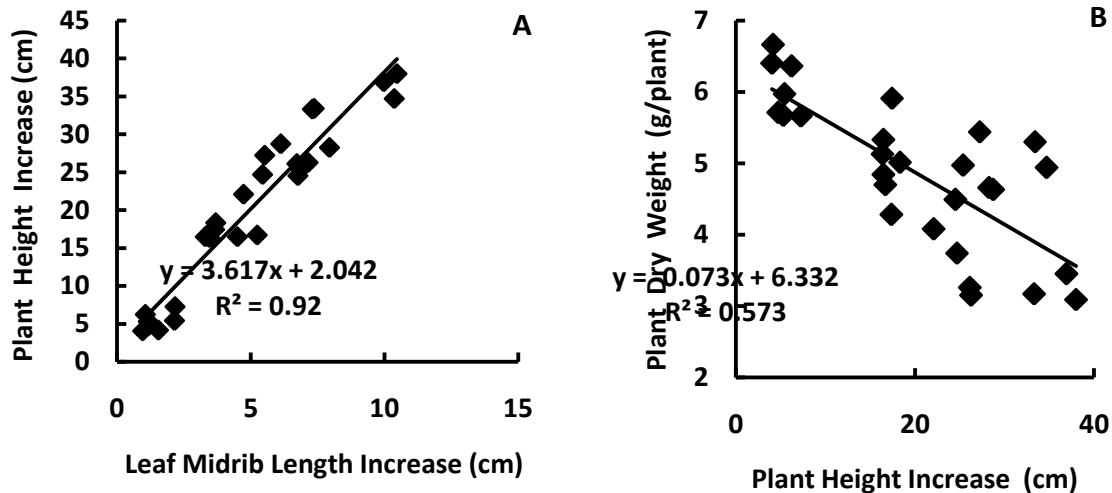 A
Plant Height Increase (cm)
45
40
35
30
25
20
15
10
5
0
y = 3.617x + 2.042
R² = 0.92
0 5 10 15
Leaf Midrib Length Increase (cm)
B
Plant Dry Weight (g/plant)
7
6
5
4
3
2
y = 0.073x + 6.332
R² = 0.573
0 20 40
Plant Height Increase (cm)